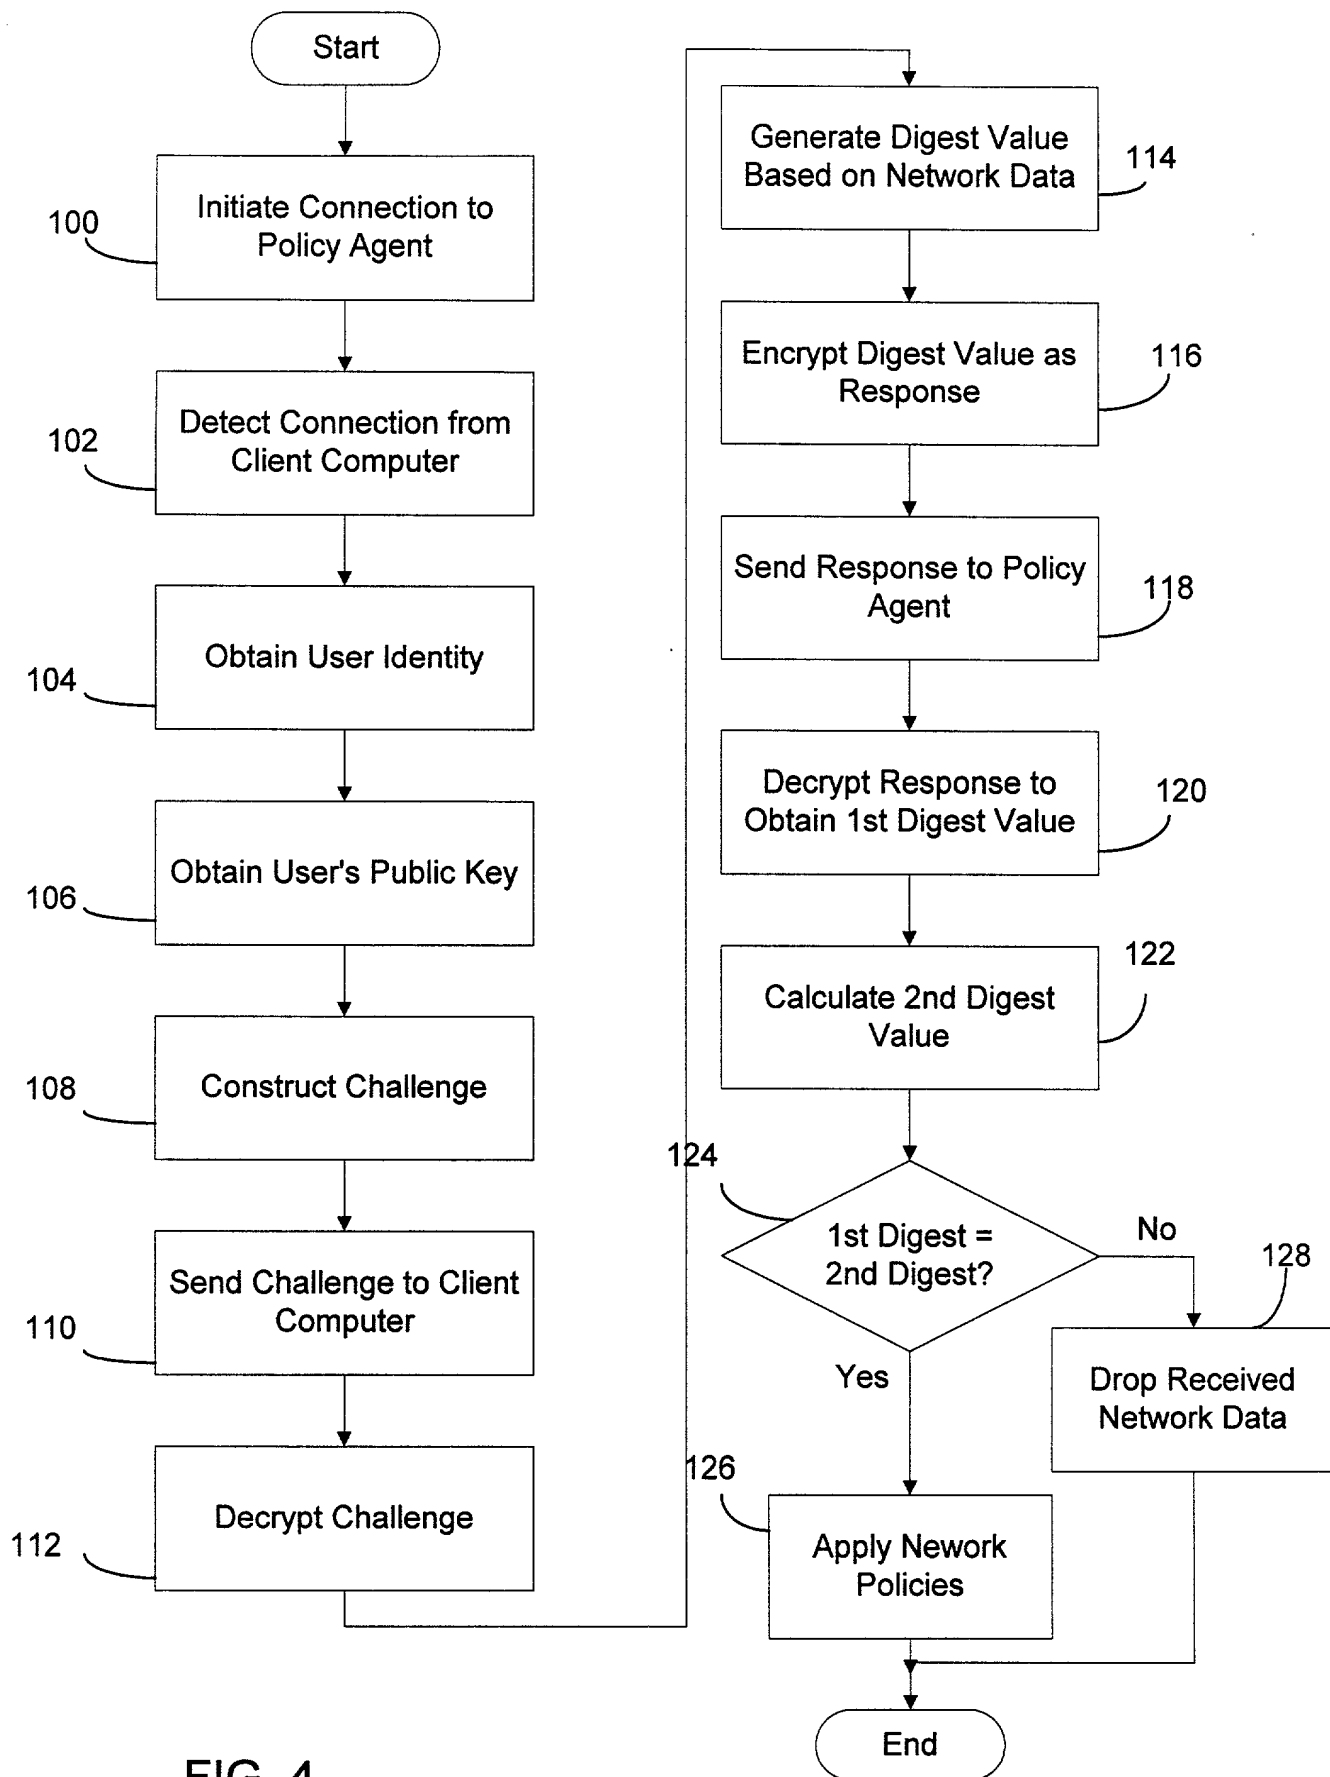 Start
100
Initiate Connection to
Policy Agent
102
Detect Connection from
Client Computer
104
Obtain User Identity
106
Obtain User's Public Key
108
Construct Challenge
110
Send Challenge to Client
Computer
112
Decrypt Challenge
Generate Digest Value
Based on Network Data
114
Encrypt Digest Value as
Response
116
Send Response to Policy
Agent
118
Decrypt Response to
Obtain 1st Digest Value
120
Calculate 2nd Digest
Value
122
124
1st Digest =
2nd Digest?
No
128
Yes
Drop Received
Network Data
126
Apply Nework
Policies
End
FIG. 4